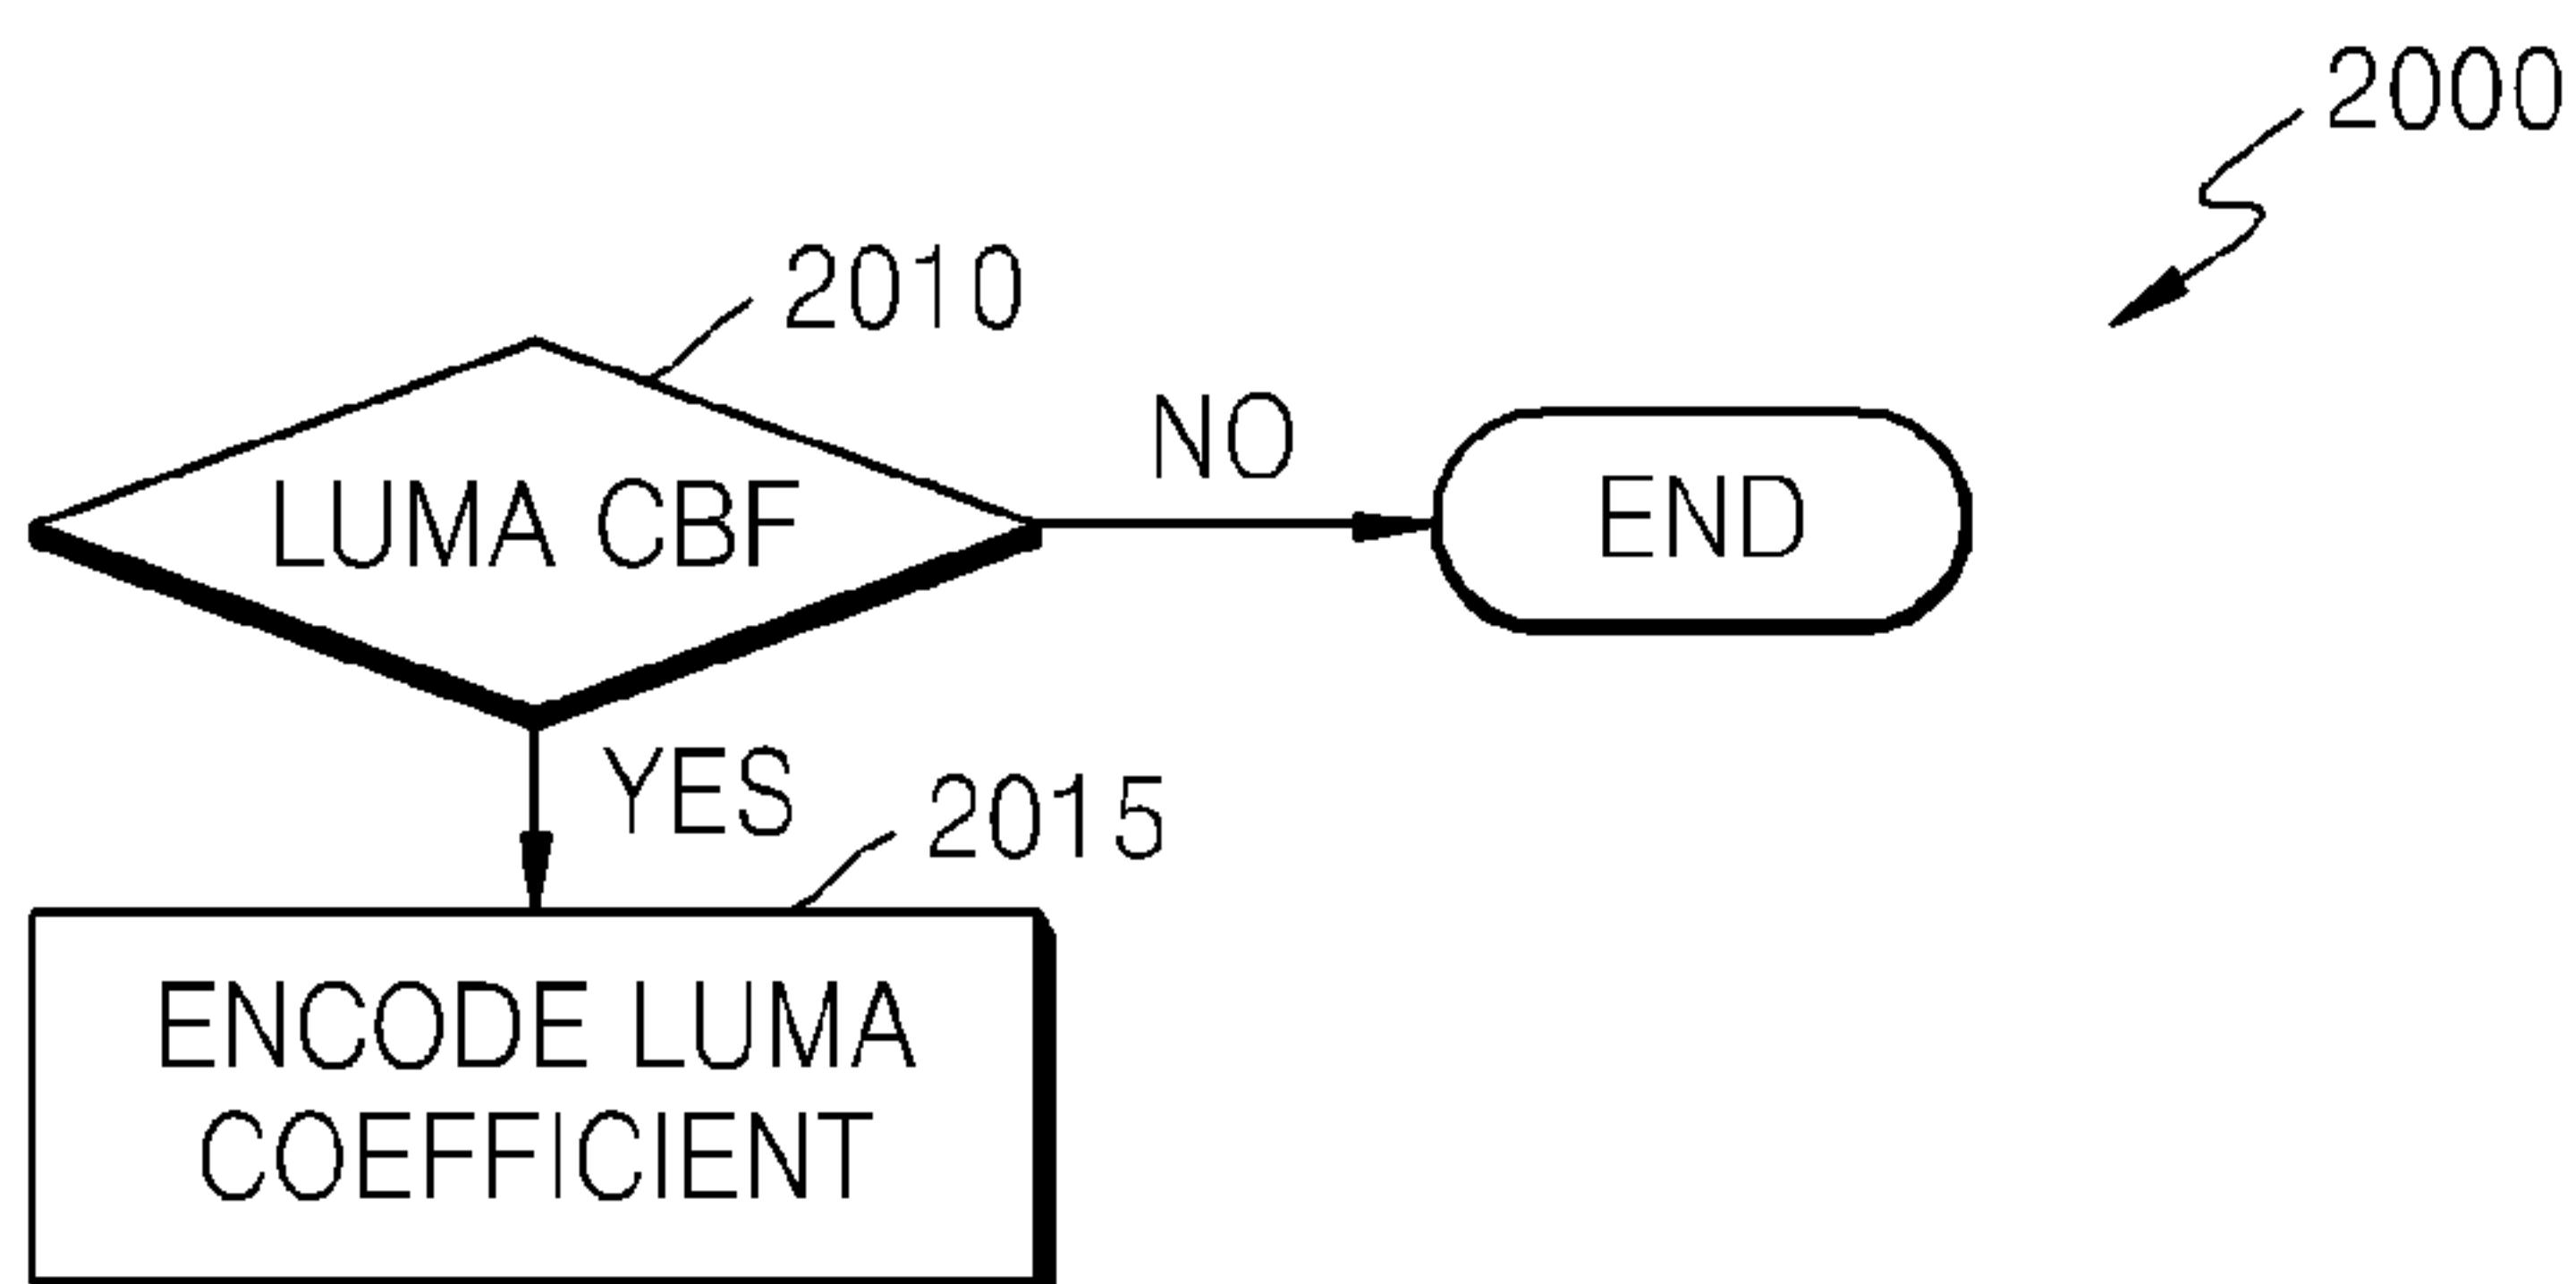 2000
2010
LUMA CBF
NO
END
YES
2015
ENCODE LUMA
COEFFICIENT